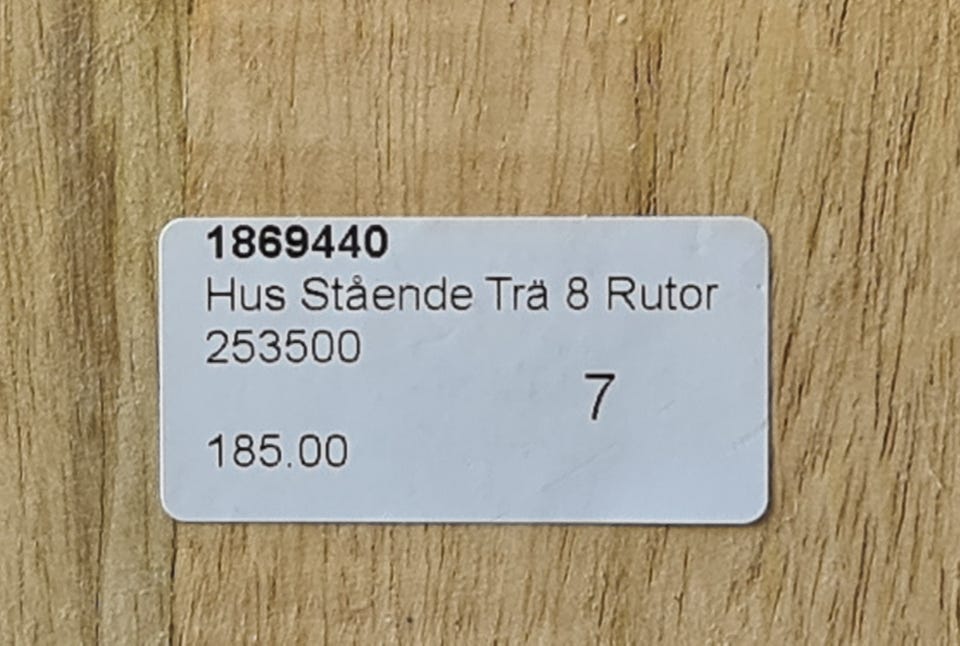 1869440
Hus Stående Trä 8 Rutor
253500
7
185.00